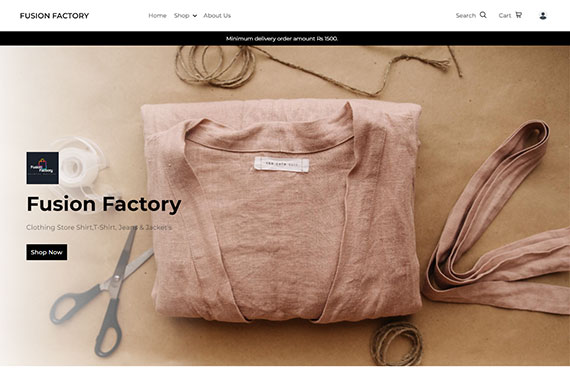 FUSION FACTORY
Home Shop About Us
Search Cart
Minimum delivery order amount Rs 1500.
Fusion
Factory
Fusion Factory
Clothing Store Shirt,T-Shirt, Jeans & Jacket's
Shop Now